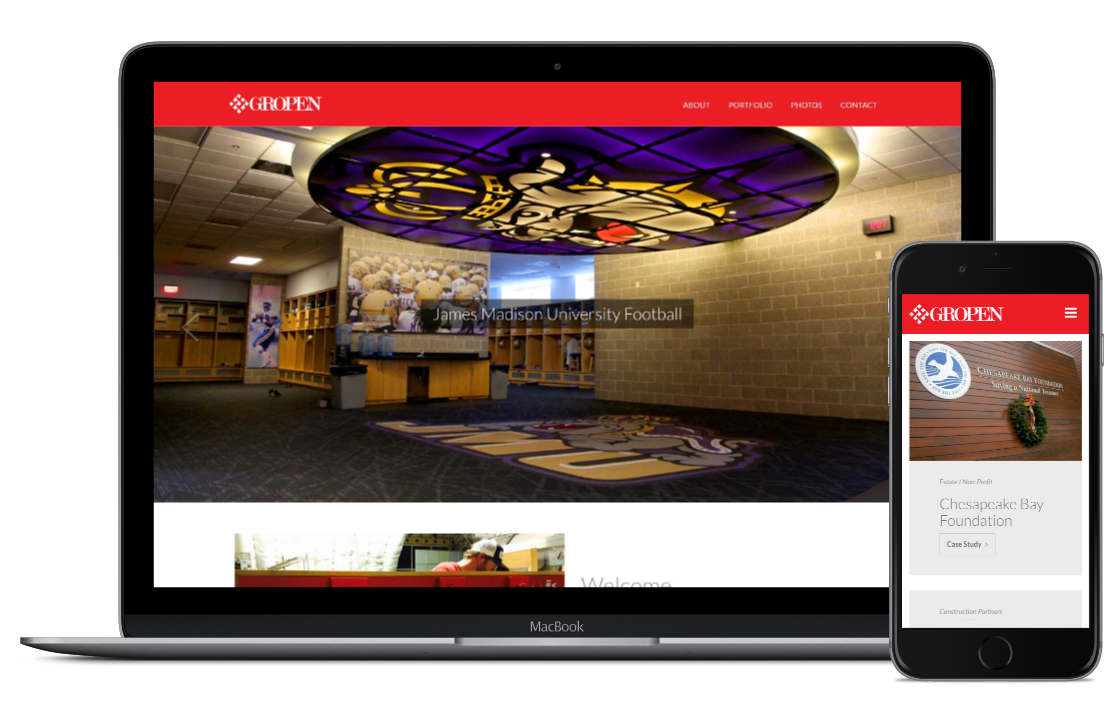 GROPEN
ABOUT PORTFOLIO PHOTOS CONTACT
James Madison University Football
JMU
Welcome
MacBook
GROPEN
CHESAPEAKE BAY FOUNDATION
Saving a National Treasure
Estate / Non-Profit
Chesapeake Bay
Foundation
Case Study >
Construction Partners